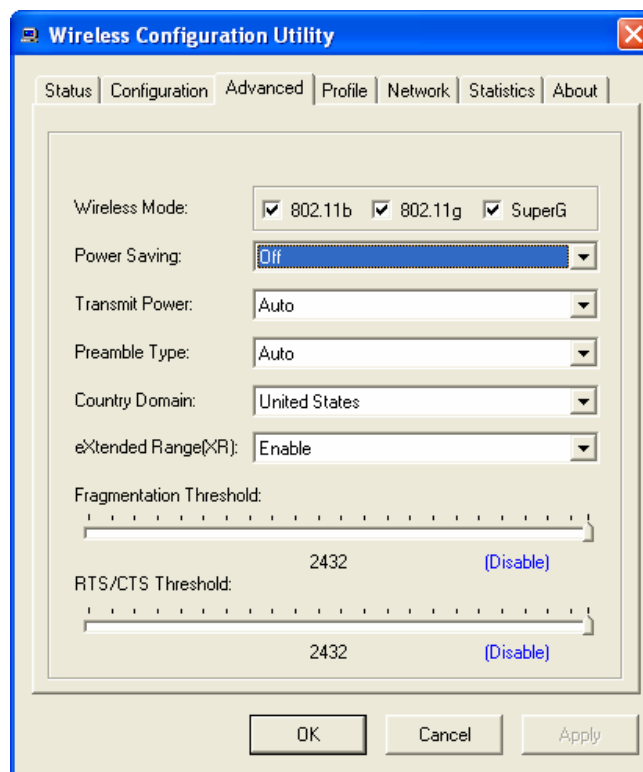 Wireless Configuration Utility
Status Configuration Advanced Profile Network Statistics About
Wireless Mode: 802.11b 802.11g SuperG
Power Saving: Off
Transmit Power: Auto
Preamble Type: Auto
Country Domain: United States
eXtended Range(XR): Enable
Fragmentation Threshold:
2432 (Disable)
RTS/CTS Threshold:
2432 (Disable)
OK Cancel Apply